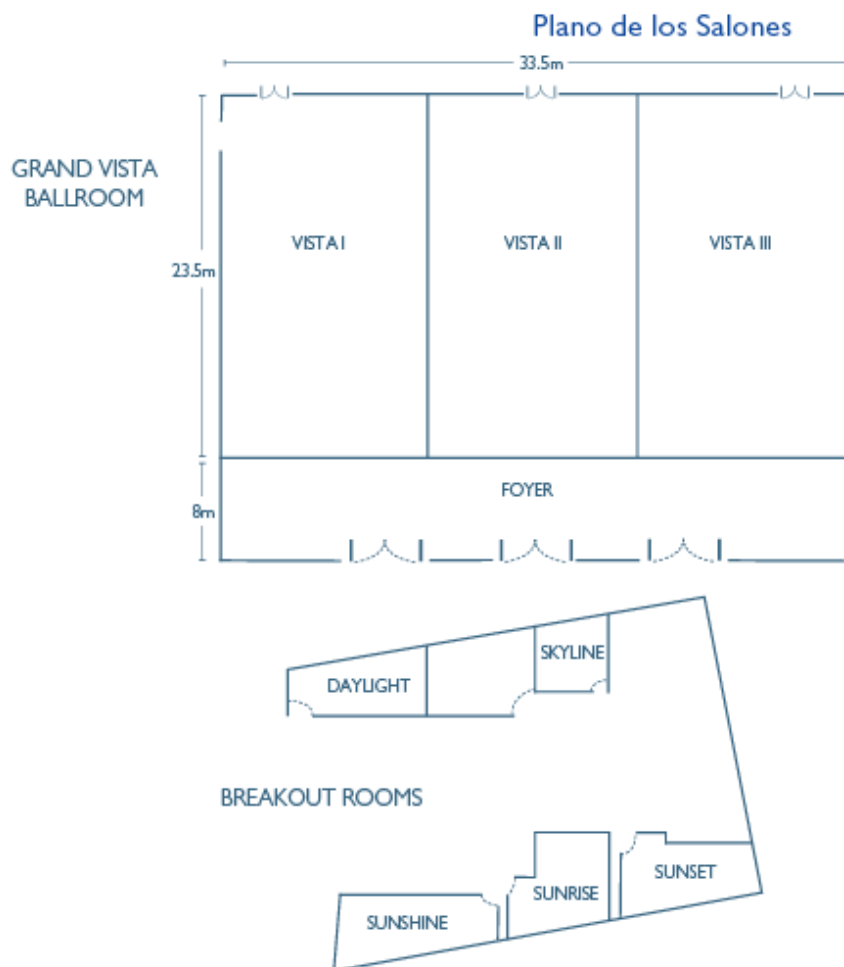 Plano de los Salones
33.5m
GRAND VISTA
BALLROOM
VISTA I
VISTA II
VISTA III
23.5m
FOYER
8m
SKYLINE
DAYLIGHT
BREAKOUT ROOMS
SUNSET
SUNRISE
SUNSHINE